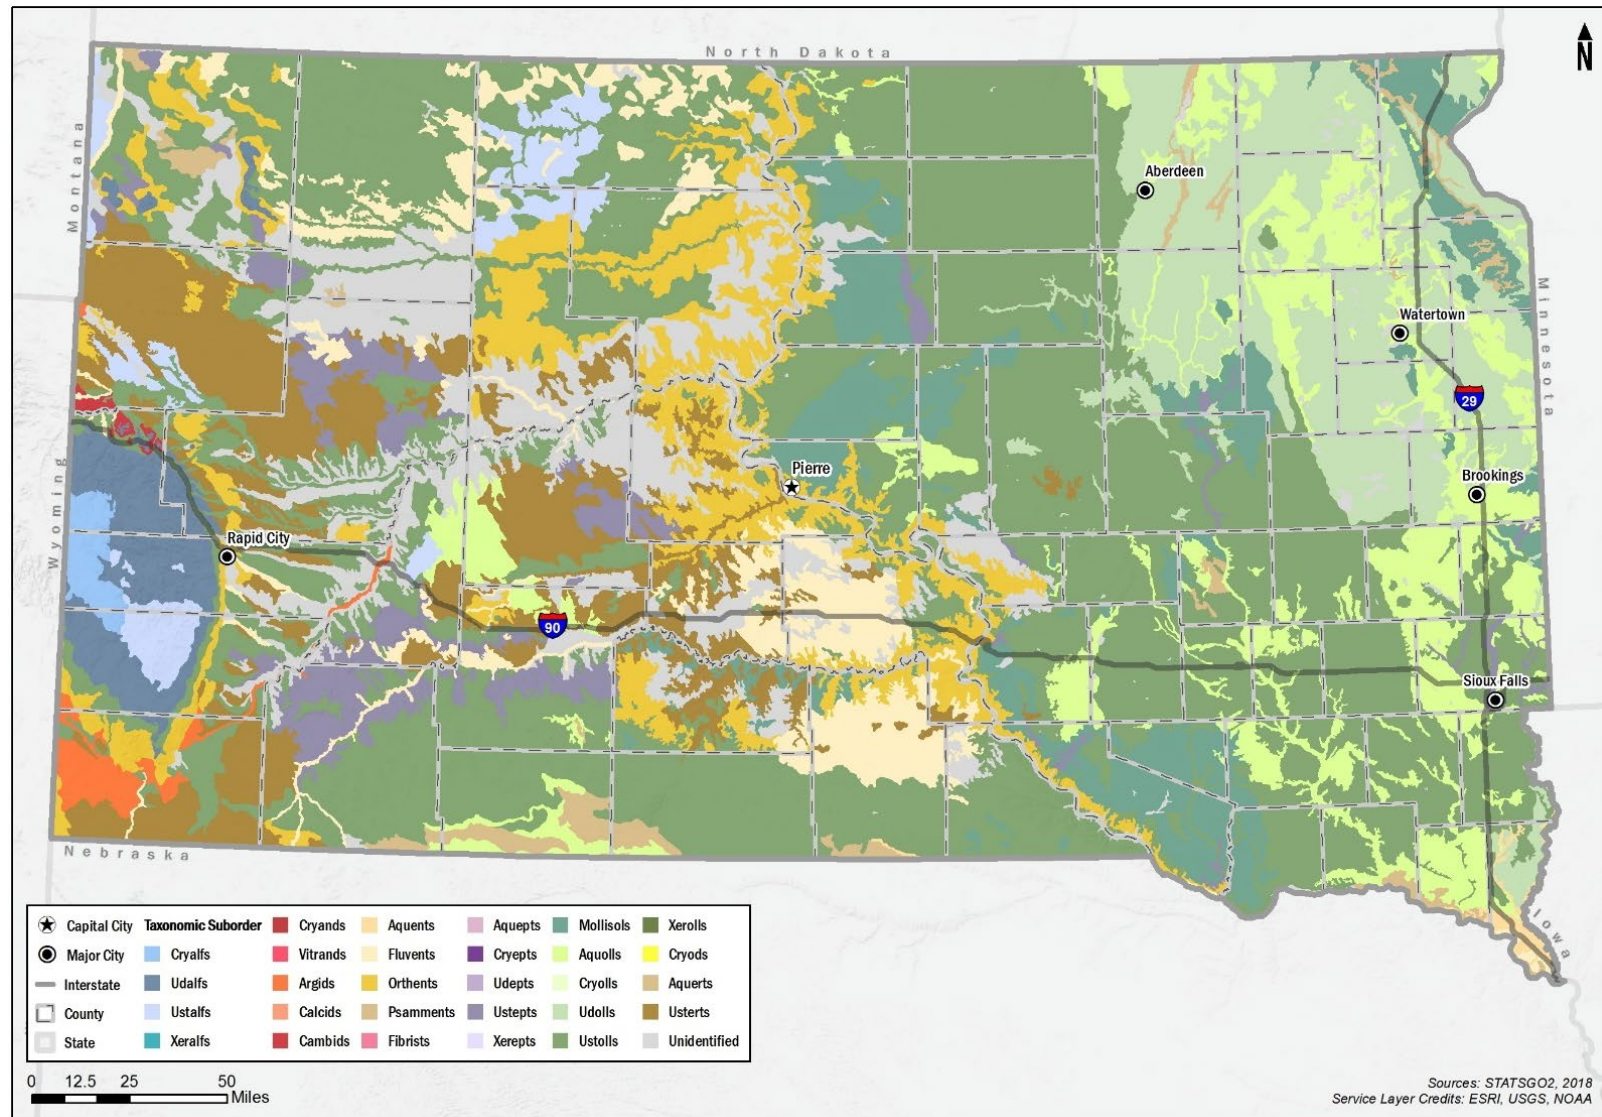 North Dakota
N
Montana
Aberdeen
Minnesota
Watertown
29
Wyoming
Pierre
Brookings
Rapid City
90
Sioux Falls
Nebraska
Iowa
Capital City
Major City
Interstate
County
State
Taxonomic Suborder
Cryalfs
Udalfs
Ustalfs
Xeralfs
Cryands
Vitrands
Argids
Calcids
Cambids
Aquents
Fluvents
Orthents
Psamments
Fibrists
Aquepts
Cryepts
Udepts
Ustepts
Xerepts
Mollisols
Aquolls
Cryolls
Udolls
Ustolls
Xerolls
Cryods
Aquerts
Usterts
Unidentified
0 12.5 25 50
Miles
Sources: STATSGO2, 2018
Service Layer Credits: ESRI, USGS, NOAA